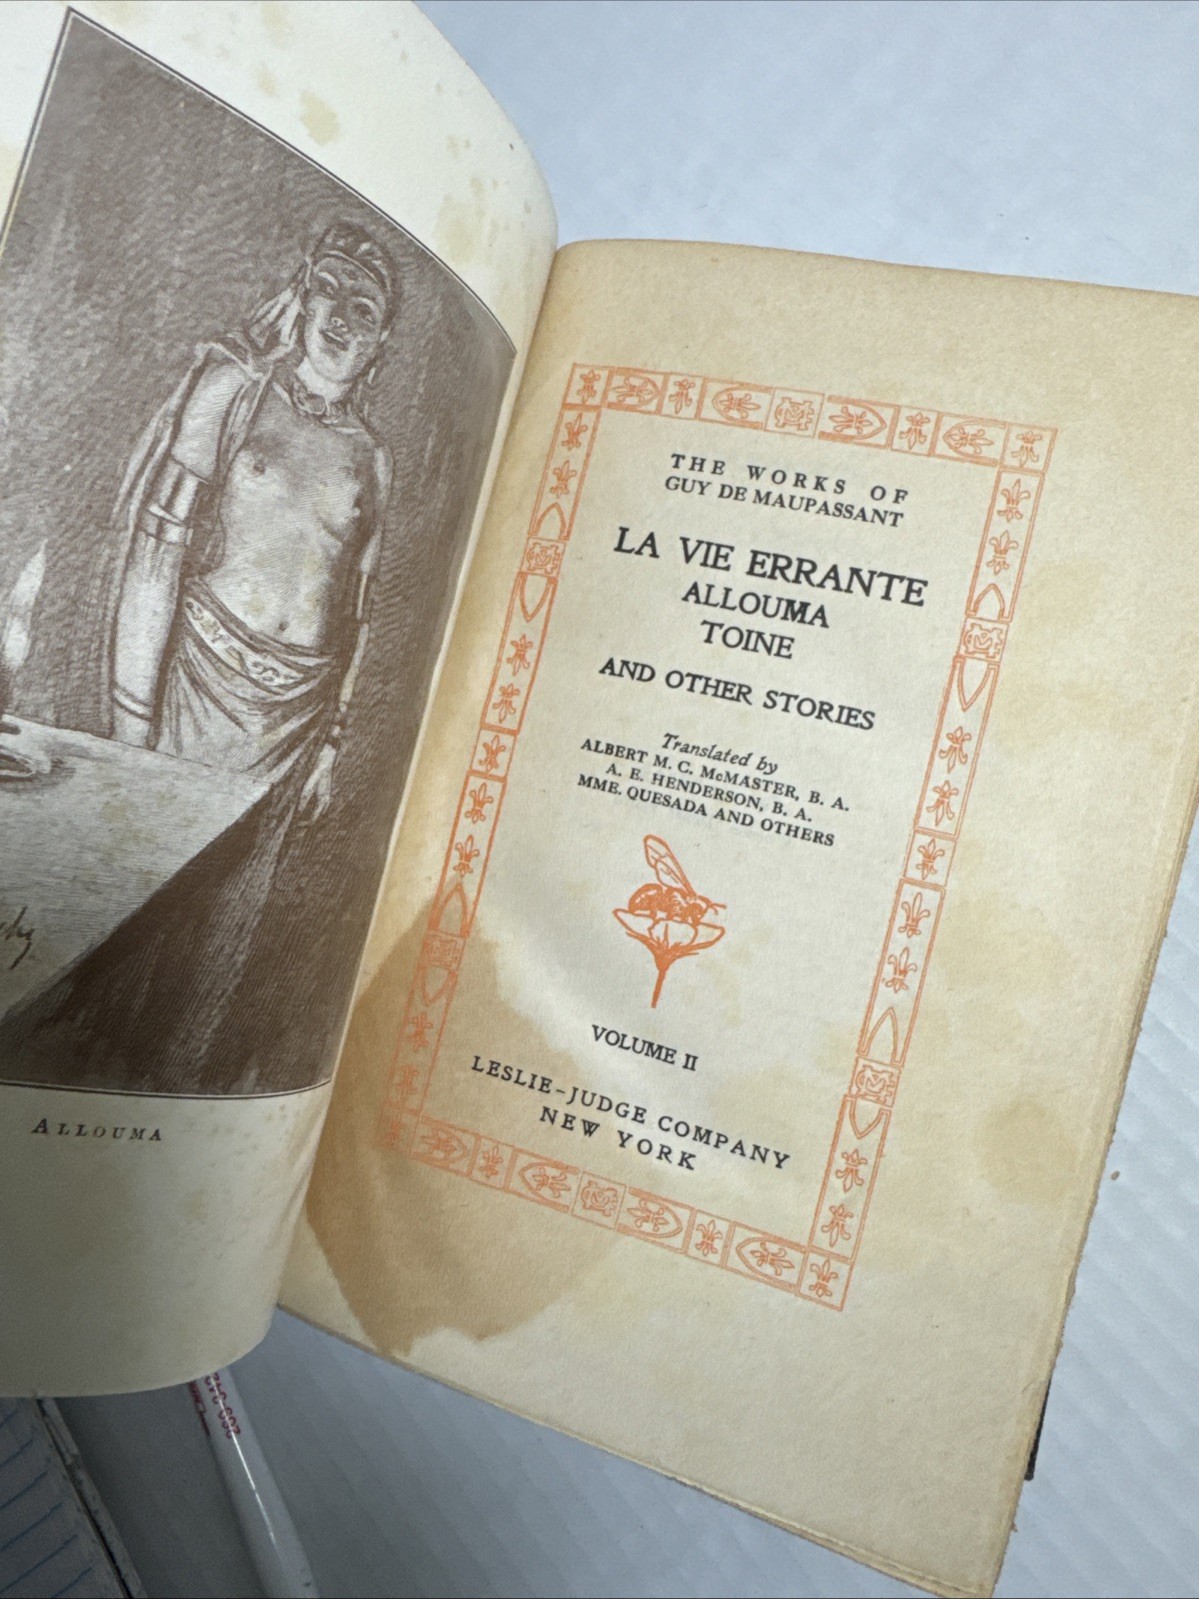 ALLOUMA
THE WORKS OF
GUY DE MAUPASSANT
LA VIE ERRANTE
ALLOUMA
TOINE
AND OTHER STORIES
Translated by
ALBERT M. C. McMASTER, B. A.
A. E. HENDERSON, B. A.
MME. QUESADA AND OTHERS
VOLUME II
LESLIE-JUDGE COMPANY
NEW YORK